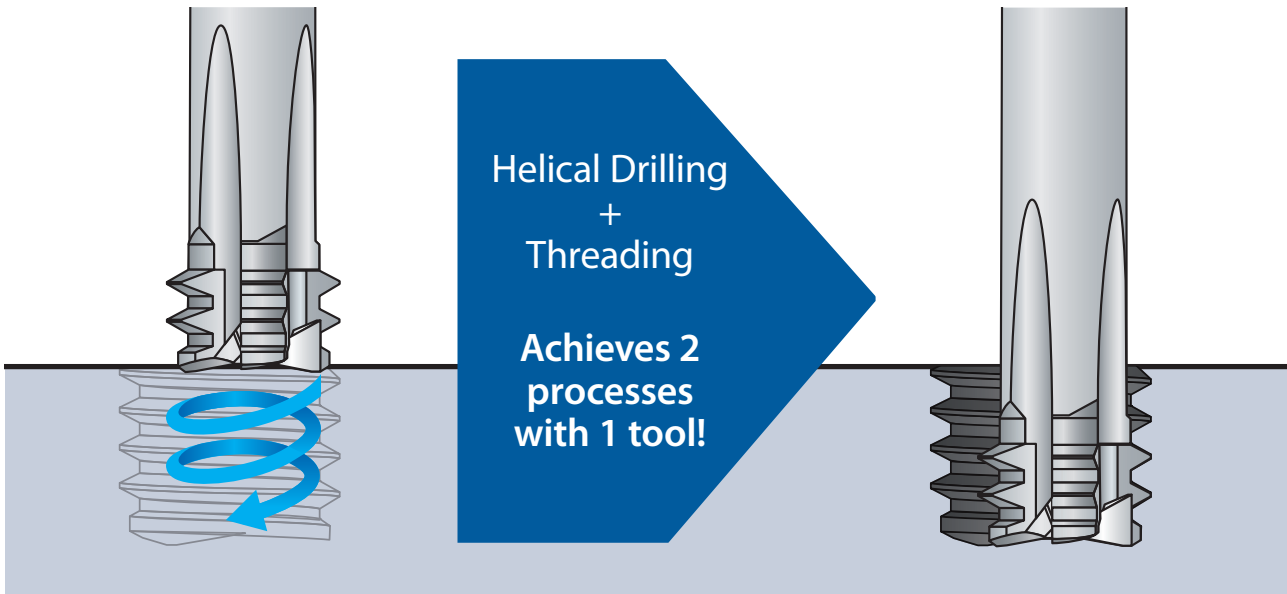 Helical Drilling
+
Threading
Achieves 2
processes
with 1 tool!